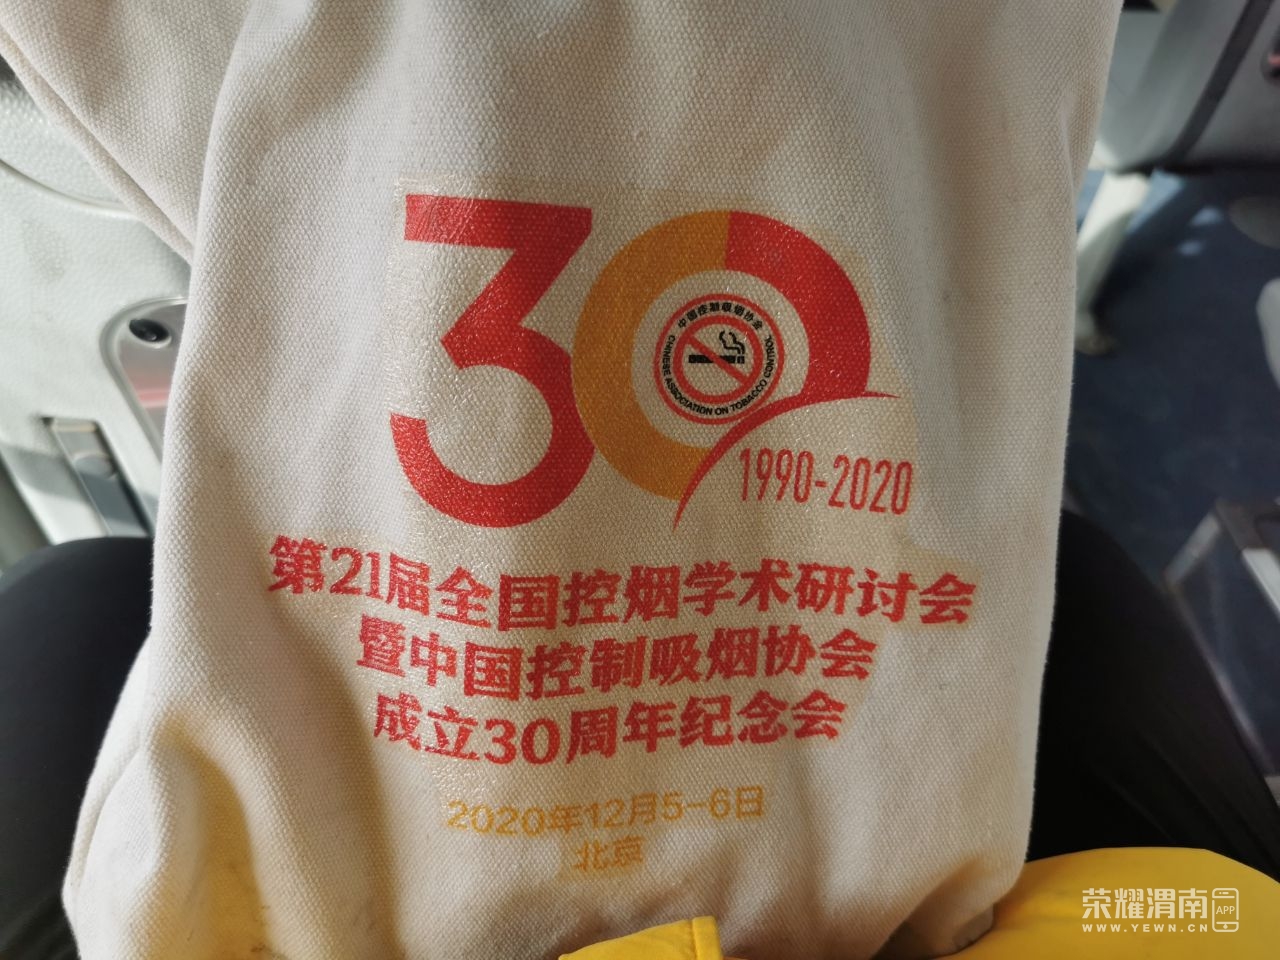 30
中国控制吸烟协会
CHINESE ASSOCIATION ON TOBACCO CONTROL
1990-2020
第21届全国控烟学术研讨会
暨中国控制吸烟协会
成立30周年纪念会
2020年12月5-6日
北京
荣耀渭南 APP
WWW.YEWN.CN